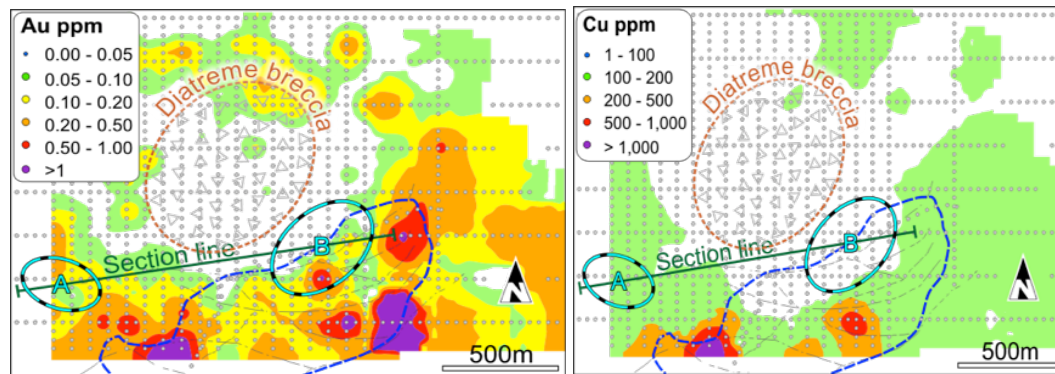 Au ppm
0.00 - 0.05
0.05 - 0.10
0.10 - 0.20
0.20 - 0.50
0.50 - 1.00
>1
Diatreme breccia
A
Section line
B
N
500m
Cu ppm
1 - 100
100 - 200
200 - 500
500 - 1,000
> 1,000
Diatreme breccia
A
Section line
B
N
500m